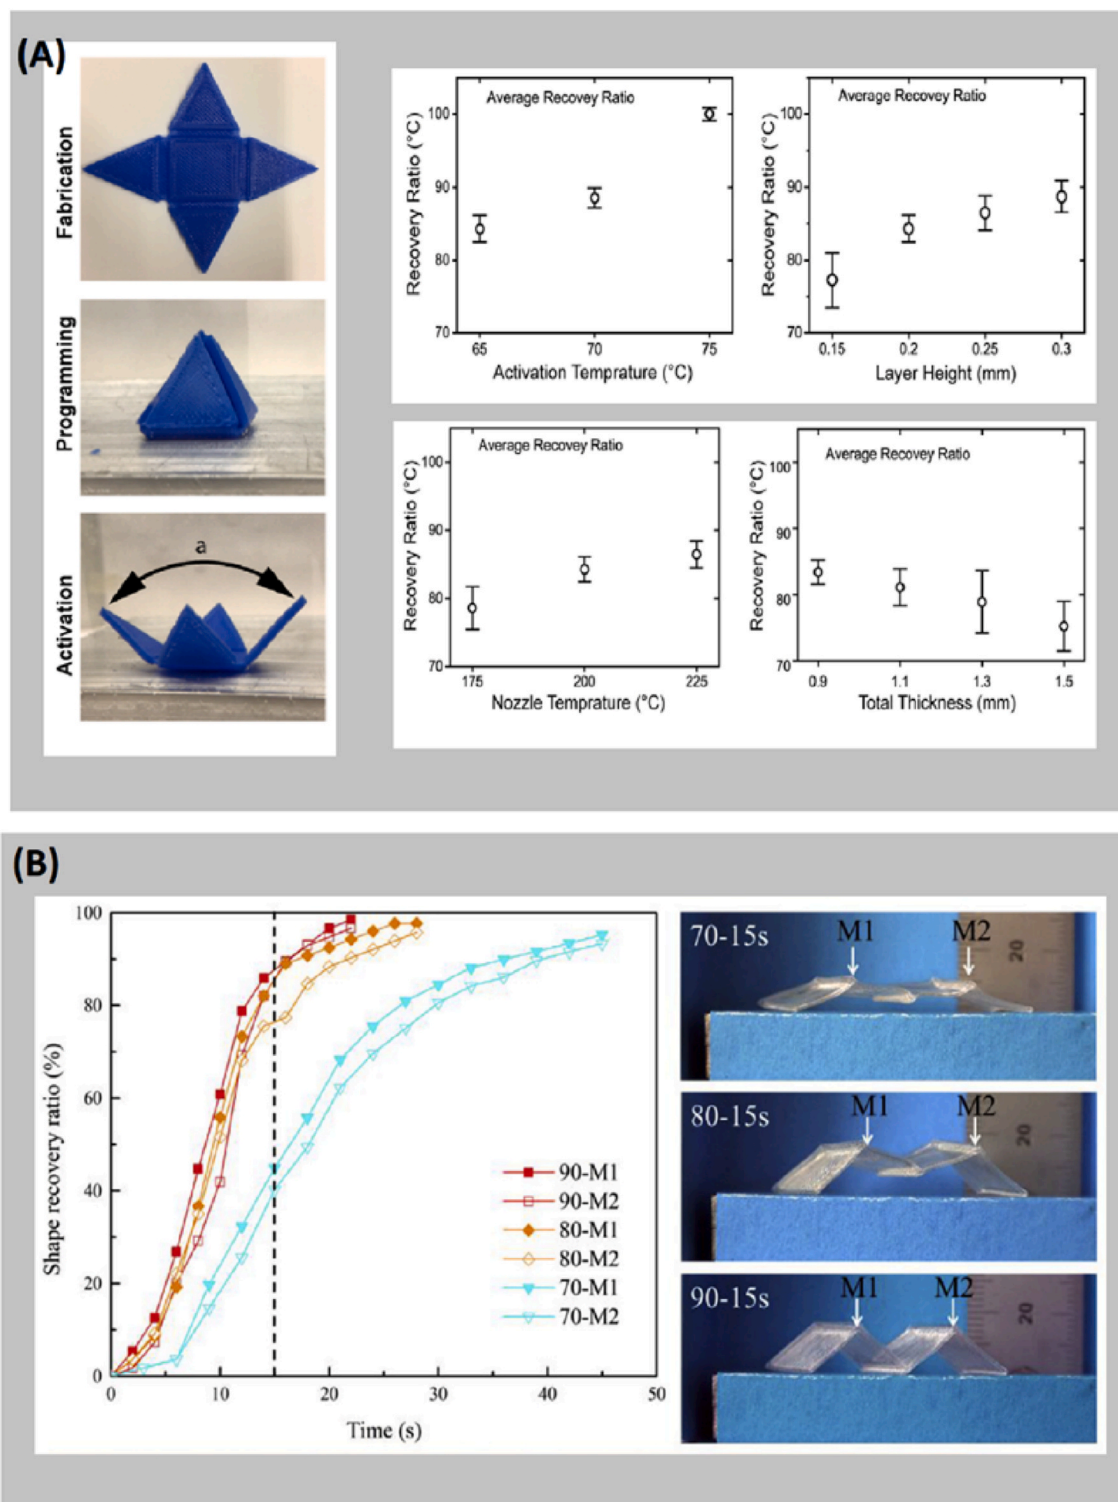 (A)
Fabrication
Programming
Activation
a
Average Recovey Ratio
Recovery Ratio (°C)
100
90
80
70
65
70
75
Activation Temprature (°C)
Average Recovey Ratio
Recovery Ratio (°C)
100
90
80
70
0.15
0.2
0.25
0.3
Layer Height (mm)
Average Recovey Ratio
Recovery Ratio (°C)
100
90
80
70
175
200
225
Nozzle Temprature (°C)
Average Recovey Ratio
Recovery Ratio (°C)
100
90
80
70
0.9
1.1
1.3
1.5
Total Thickness (mm)
(B)
Shape recovery ratio (%)
100
80
60
40
20
0
0
10
20
30
40
50
Time (s)
90-M1
90-M2
80-M1
80-M2
70-M1
70-M2
70-15s
M1
M2
20
80-15s
M1
M2
20
90-15s
M1
M2
20